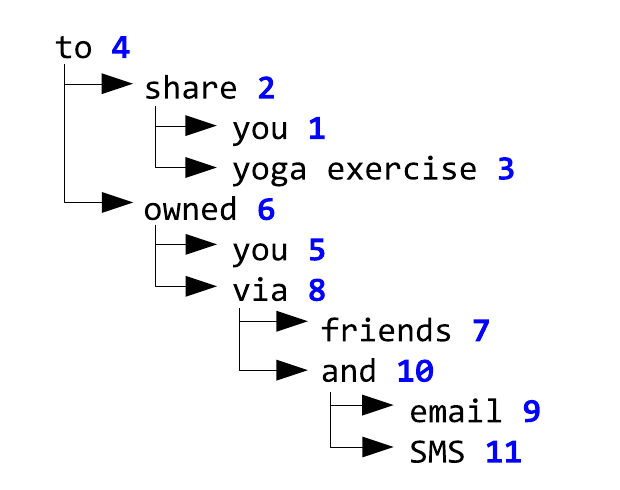 to 4
share 2
you 1
yoga exercise 3
owned 6
you 5
via 8
friends 7
and 10
email 9
SMS 11